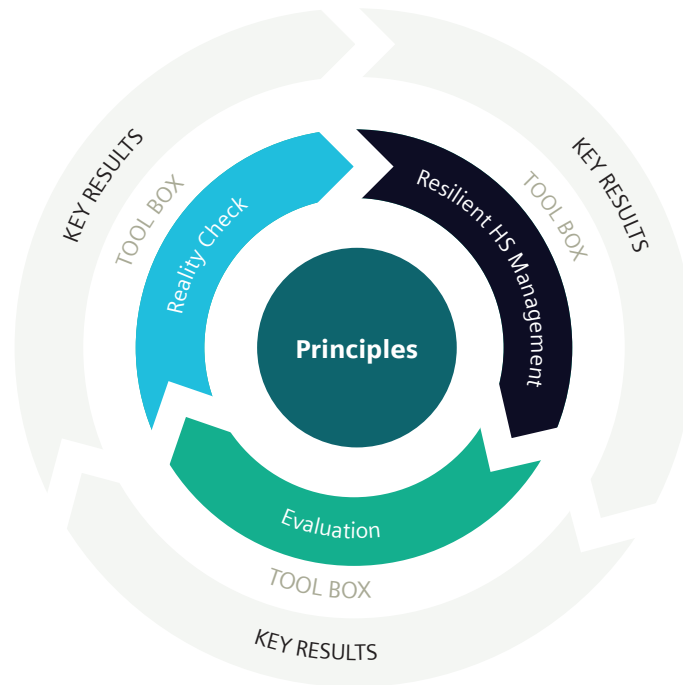 KEY RESULTS
KEY RESULTS
TOOL BOX
TOOL BOX
Reality Check
Resilient HS Management
Principles
Evaluation
TOOL BOX
KEY RESULTS